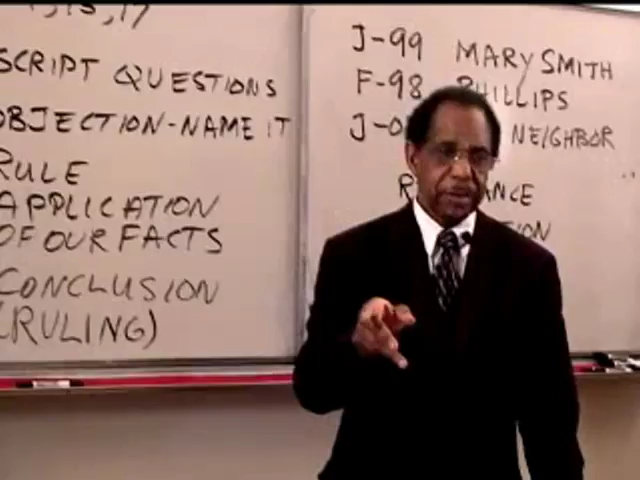 SCRIPT QUESTIONS
OBJECTION-NAME IT
RULE
APPLICATION
OF OUR FACTS
CONCLUSION
(RULING)
J-99 MARY SMITH
F-98 PHILLIPS
NEIGHBOR